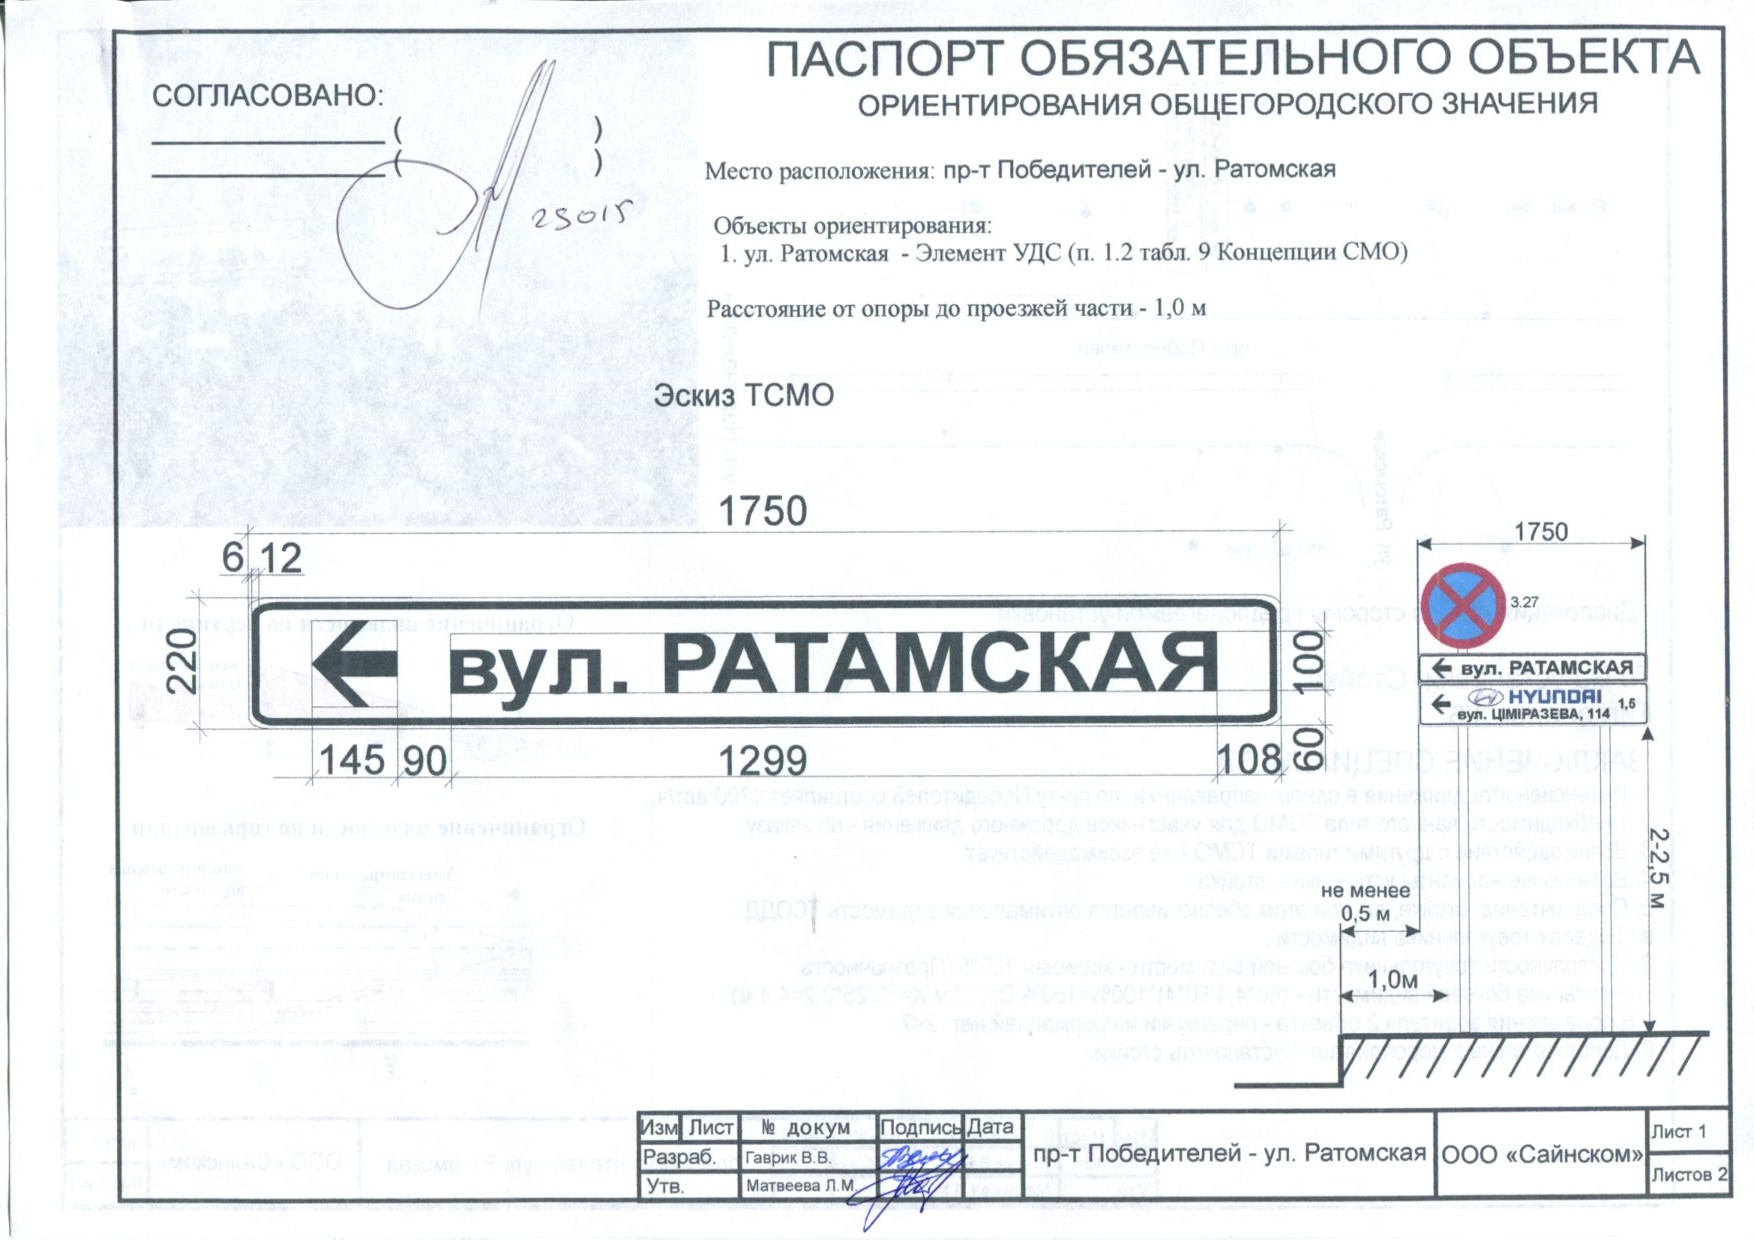 ПАСПОРТ ОБЯЗАТЕЛЬНОГО ОБЪЕКТА
ОРИЕНТИРОВАНИЯ ОБЩЕГОРОДСКОГО ЗНАЧЕНИЯ
СОГЛАСОВАНО:
( )
( )
25015
Место расположения: пр-т Победителей - ул. Ратомская
Объекты ориентирования:
1. ул. Ратомская - Элемент УДС (п. 1.2 табл. 9 Концепции СМО)
Расстояние от опоры до проезжей части - 1,0 м
Эскиз ТСМО
1750
6 12
220
вул. РАТАМСКАЯ
100
60
145 90 1299 108
1750
3.27
вул. РАТАМСКАЯ
HYUNDAI 1,5
вул. ЦІМІРАЗЕВА, 114
2-2,5 м
не менее
0,5 м
1,0м
Изм Лист № докум Подпись Дата
Разраб. Гаврик В.В.
Утв. Матвеева Л.М.
пр-т Победителей - ул. Ратомская
ООО «Сайнском»
Лист 1
Листов 2